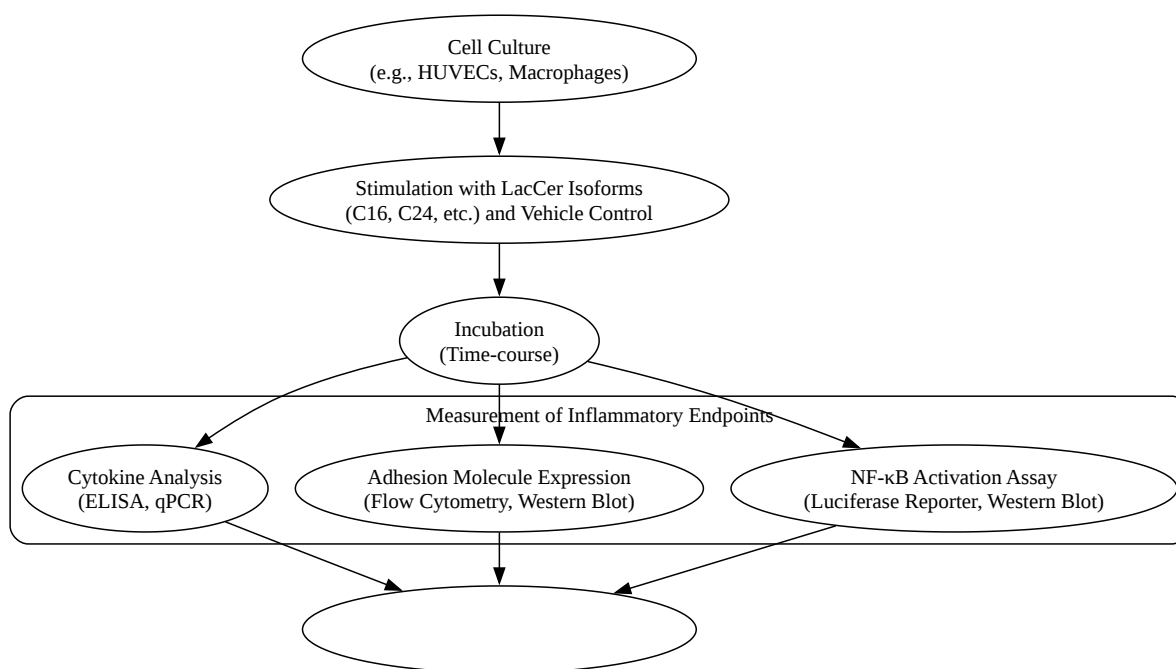 Cell Culture
(e.g., HUVECs, Macrophages)
Stimulation with LacCer Isoforms
(C16, C24, etc.) and Vehicle Control
Incubation
(Time-course)
Measurement of Inflammatory Endpoints
Cytokine Analysis
(ELISA, qPCR)
Adhesion Molecule Expression
(Flow Cytometry, Western Blot)
NF-κB Activation Assay
(Luciferase Reporter, Western Blot)